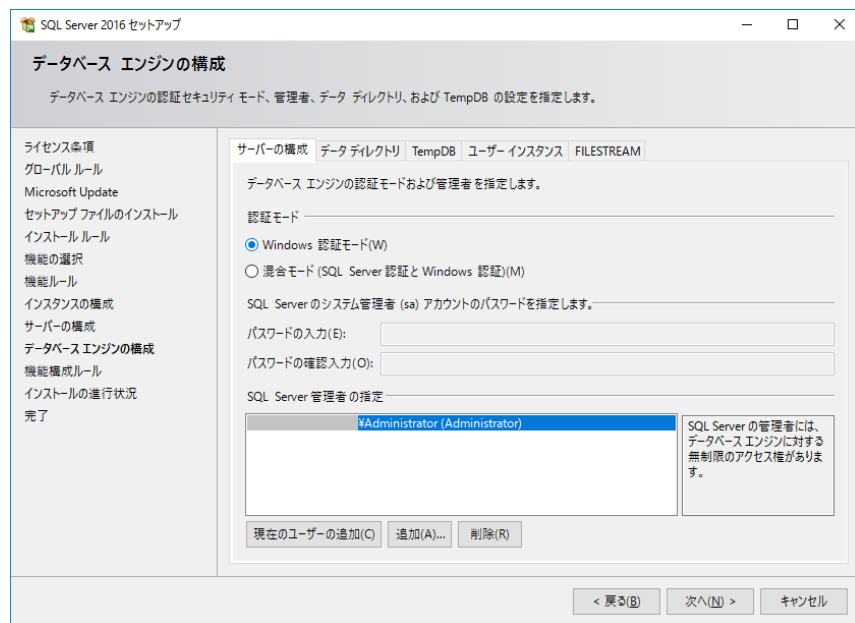 SQL Server 2016 セットアップ
データベース エンジンの構成
データベース エンジンの認証セキュリティ モード、管理者、データ ディレクトリ、および TempDB の設定を指定します。
ライセンス条項
グローバル ルール
Microsoft Update
セットアップ ファイルのインストール
インストール ルール
機能の選択
機能ルール
インスタンスの構成
サーバーの構成
データベース エンジンの構成
機能構成ルール
インストールの進行状況
完了
サーバーの構成 データ ディレクトリ TempDB ユーザー インスタンス FILESTREAM
データベース エンジンの認証モードおよび管理者を指定します。
認証モード
Windows 認証モード(W)
混合モード (SQL Server 認証と Windows 認証)(M)
SQL Server のシステム管理者 (sa) アカウントのパスワードを指定します。
パスワードの入力(E):
パスワードの確認入力(O):
SQL Server 管理者の指定
¥Administrator (Administrator)
SQL Server の管理者には、
データベース エンジンに対する
無制限のアクセス権がありま
す。
現在のユーザーの追加(C) 追加(A)... 削除(R)
< 戻る(B) 次へ(N) > キャンセル